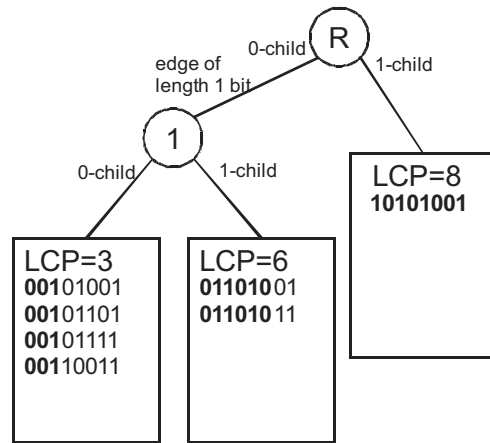 R
0-child
1-child
edge of
length 1 bit
1
0-child
1-child
LCP=8
10101001
LCP=3
00101001
00101101
00101111
00110011
LCP=6
01101001
01101011